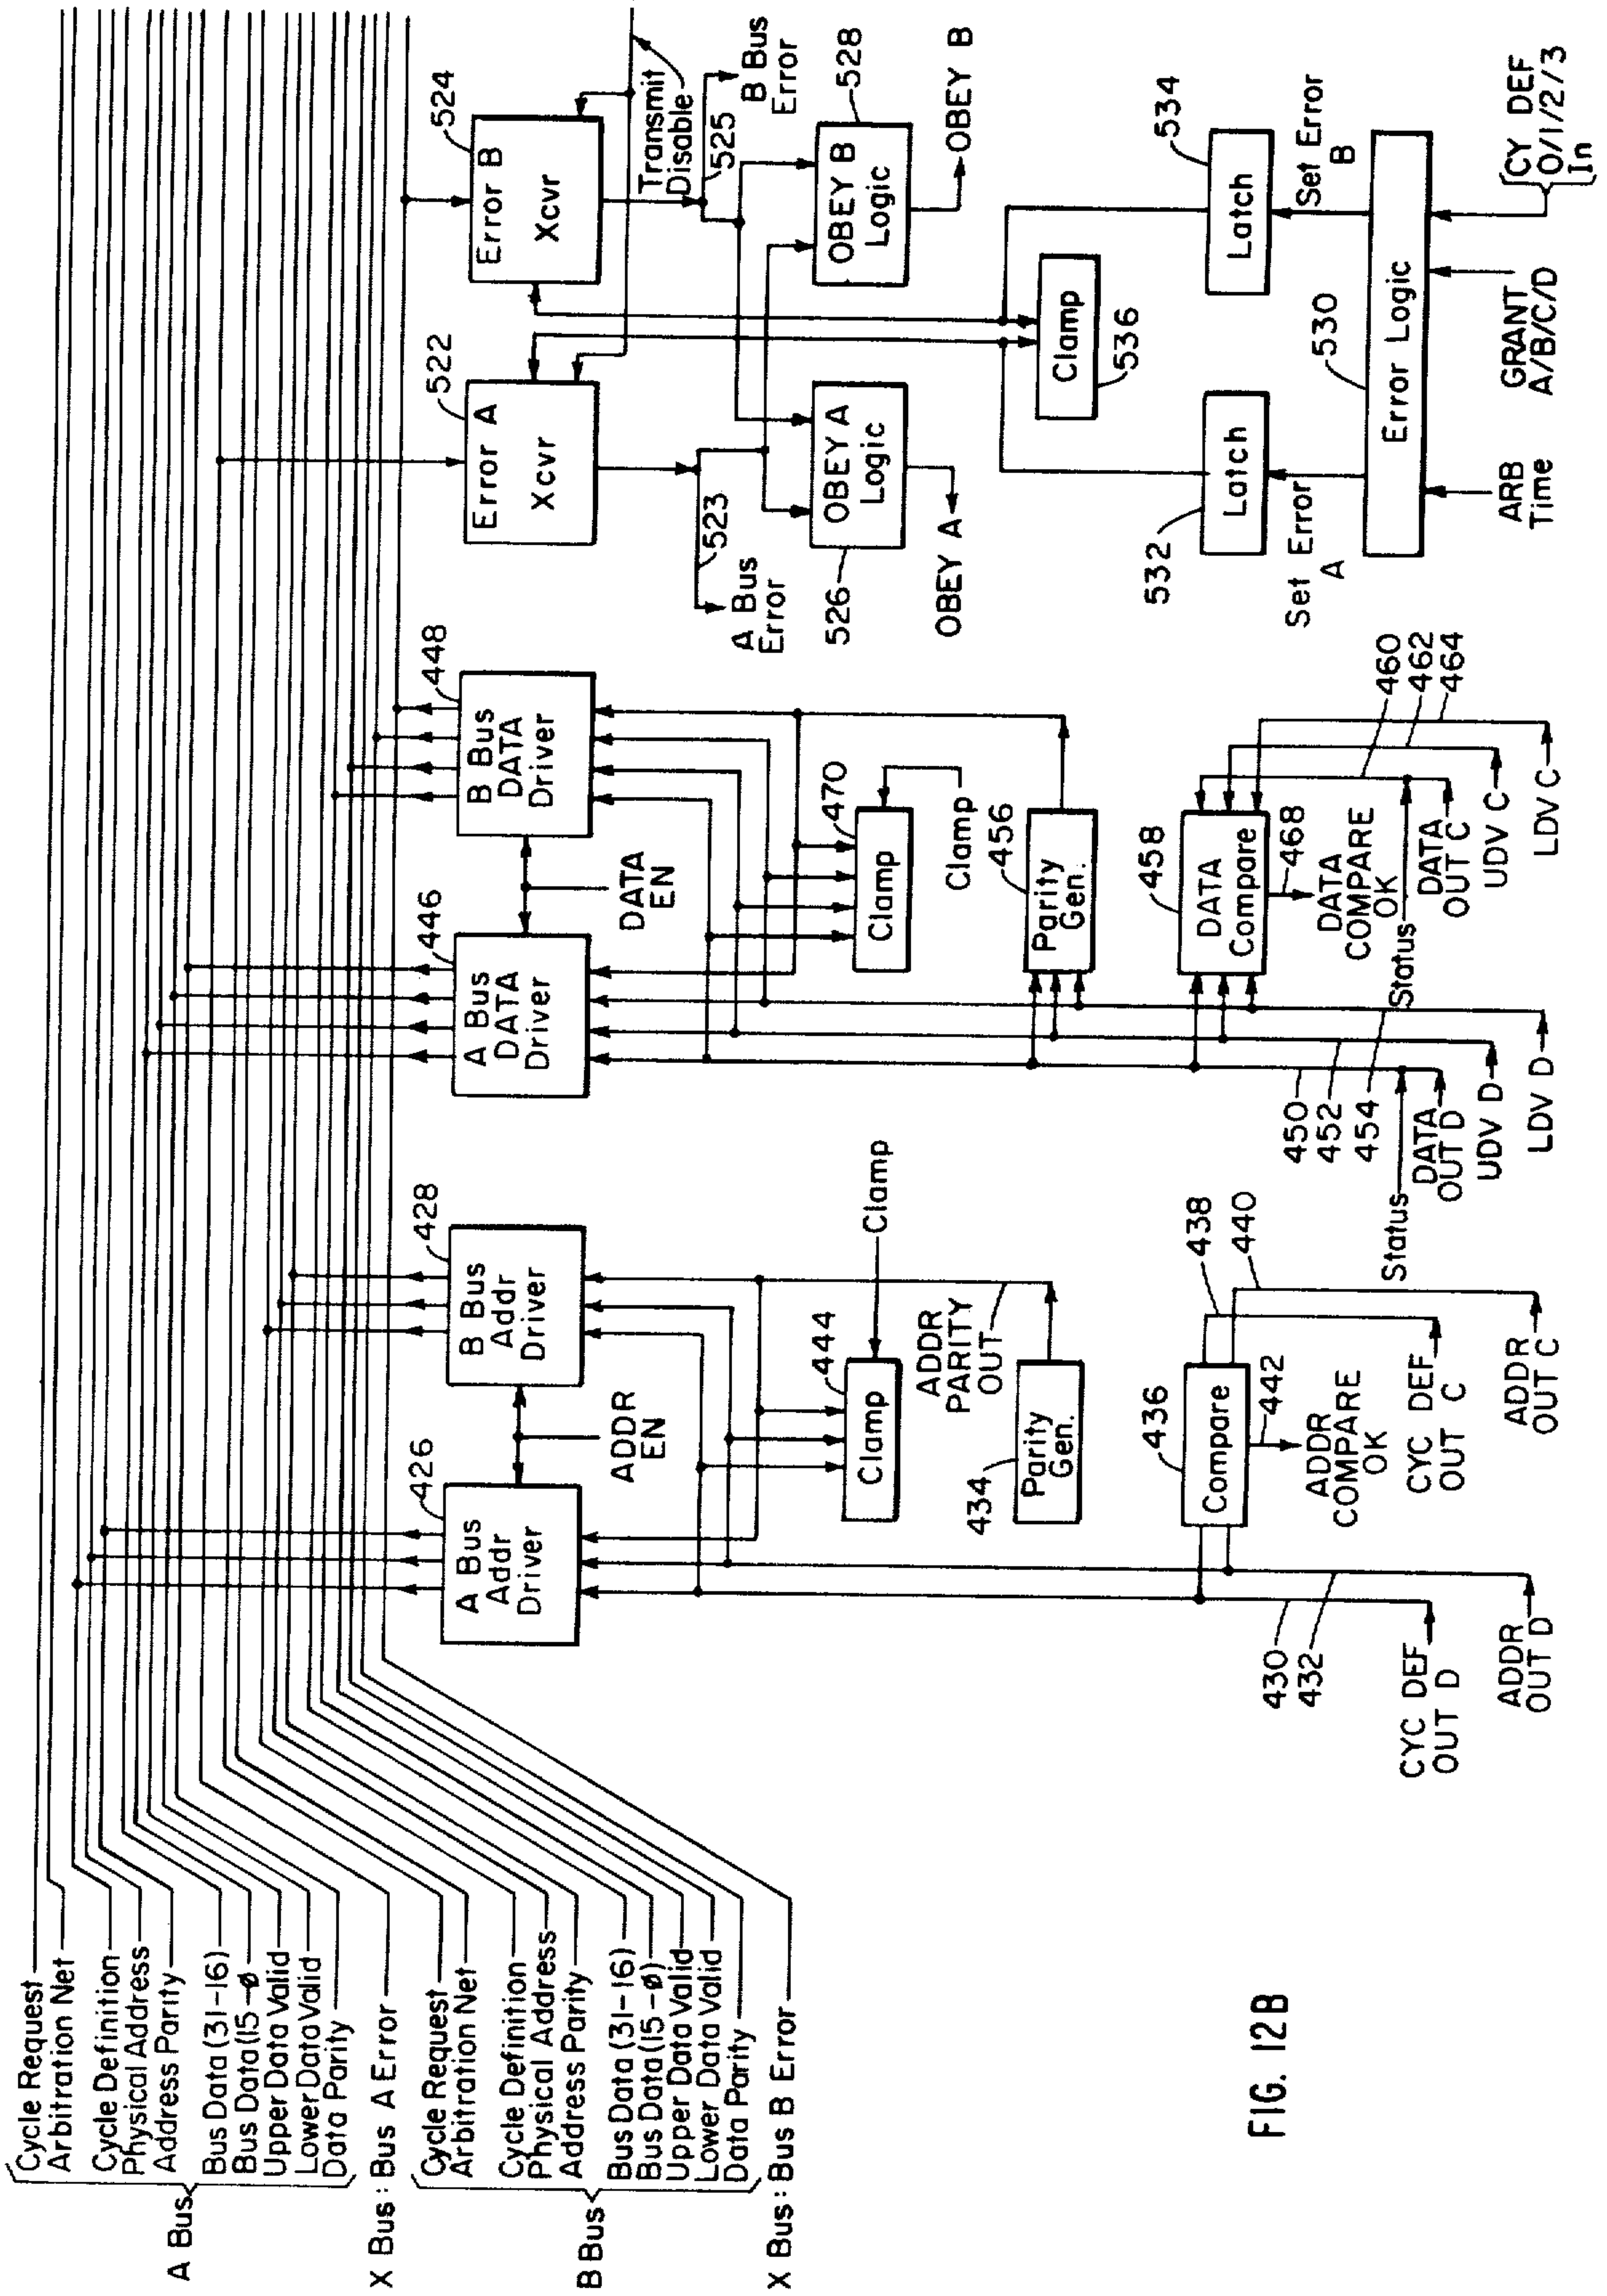 Cycle Request
Arbitration Net
Cycle Definition
Physical Address
Address Parity
Bus Data (31-16)
Bus Data (15-0)
Upper Data Valid
Lower Data Valid
Data Parity
A Bus
X Bus: Bus A Error
Cycle Request
Arbitration Net
Cycle Definition
Physical Address
Address Parity
Bus Data (31-16)
Bus Data (15-0)
Upper Data Valid
Lower Data Valid
Data Parity
B Bus
X Bus: Bus B Error
426
A Bus
Addr
Driver
ADDR
EN
428
B Bus
Addr
Driver
444
Clamp
Clamp
ADDR
PARITY
OUT
434
Parity
Gen.
436
Compare
438
440
442
ADDR
COMPARE
OK
430
432
CYC DEF
OUT D
ADDR
OUT D
CYC DEF
OUT C
ADDR
OUT C
446
A Bus
DATA
Driver
DATA
EN
448
B Bus
DATA
Driver
470
Clamp
Clamp
456
Parity
Gen.
458
DATA
Compare
468
DATA
COMPARE
OK
450
452
454
Status
DATA
OUT D
UDV D
LDV D
460
462
464
Status
DATA
OUT C
UDV C
LDV C
522
Error A
Xcvr
524
Error B
Xcvr
Transmit
Disable
523
A Bus
Error
525
B Bus
Error
526
OBEY A
Logic
OBEY A
528
OBEY B
Logic
OBEY B
Clamp
536
532
Latch
534
Latch
Set Error
A
Set Error
B
530
Error Logic
ARB
Time
GRANT
A/B/C/D
CY DEF
0/1/2/3
In
FIG. 12B